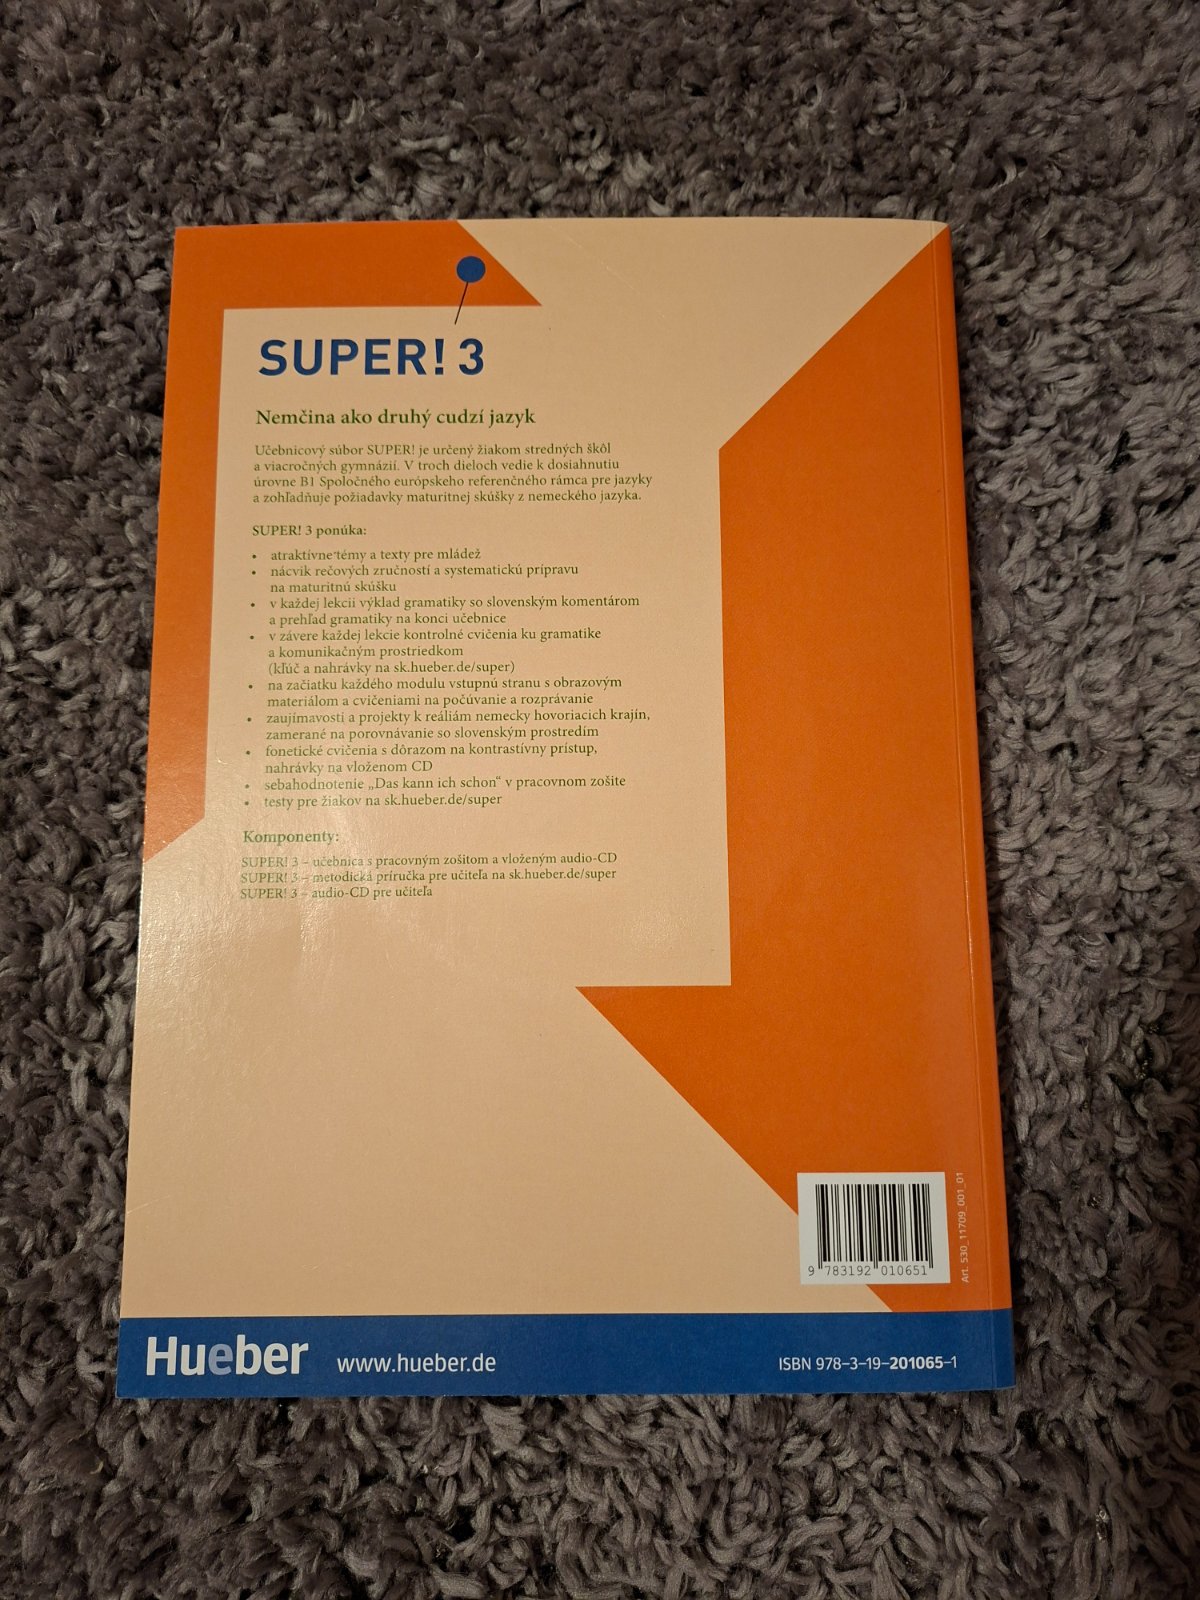 SUPER! 3
Nemčina ako druhý cudzí jazyk
Učebnicový súbor SUPER! je určený žiakom stredných škôl
a viacročných gymnázií. V troch dieloch vedie k dosiahnutiu
úrovne B1 Spoločného európskeho referenčného rámca pre jazyky
a zohľadňuje požiadavky maturitnej skúšky z nemeckého jazyka.
SUPER! 3 ponúka:
• atraktívne témy a texty pre mládež
• nácvik rečových zručností a systematickú prípravu
na maturitnú skúšku
• v každej lekcii výklad gramatiky so slovenským komentárom
a prehľad gramatiky na konci učebnice
• v závere každej lekcie kontrolné cvičenia ku gramatike
a komunikačným prostriedkom
(kľúč a nahrávky na sk.hueber.de/super)
• na začiatku každého modulu vstupnú stranu s obrazovým
materiálom a cvičeniami na počúvanie a rozprávanie
• zaujímavosti a projekty k reáliám nemecky hovoriacich krajín,
zamerané na porovnávanie so slovenským prostredím
• fonetické cvičenia s dôrazom na kontrastívny prístup,
nahrávky na vloženom CD
• sebahodnotenie „Das kann ich schon“ v pracovnom zošite
• testy pre žiakov na sk.hueber.de/super
Komponenty:
SUPER! 3 – učebnica s pracovným zošitom a vloženým audio-CD
SUPER! 3 – metodická príručka pre učiteľa na sk.hueber.de/super
SUPER! 3 – audio-CD pre učiteľa
9 783192 010651
Art. 530_11709_001_01
Hueber www.hueber.de ISBN 978–3–19–201065–1